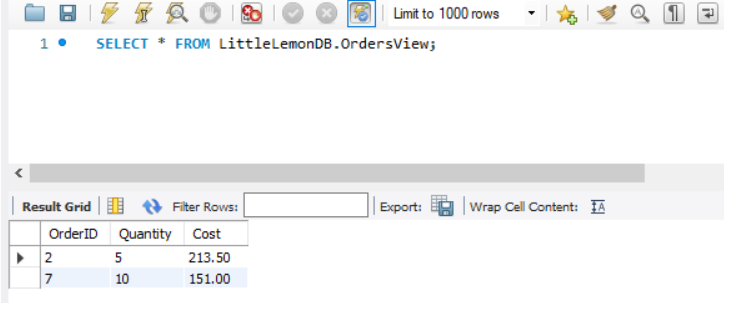 Limit to 1000 rows
1 SELECT * FROM LittleLemonDB.OrdersView;
Result Grid Filter Rows: Export: Wrap Cell Content: IA
OrderID Quantity Cost
2 5 213.50
7 10 151.00